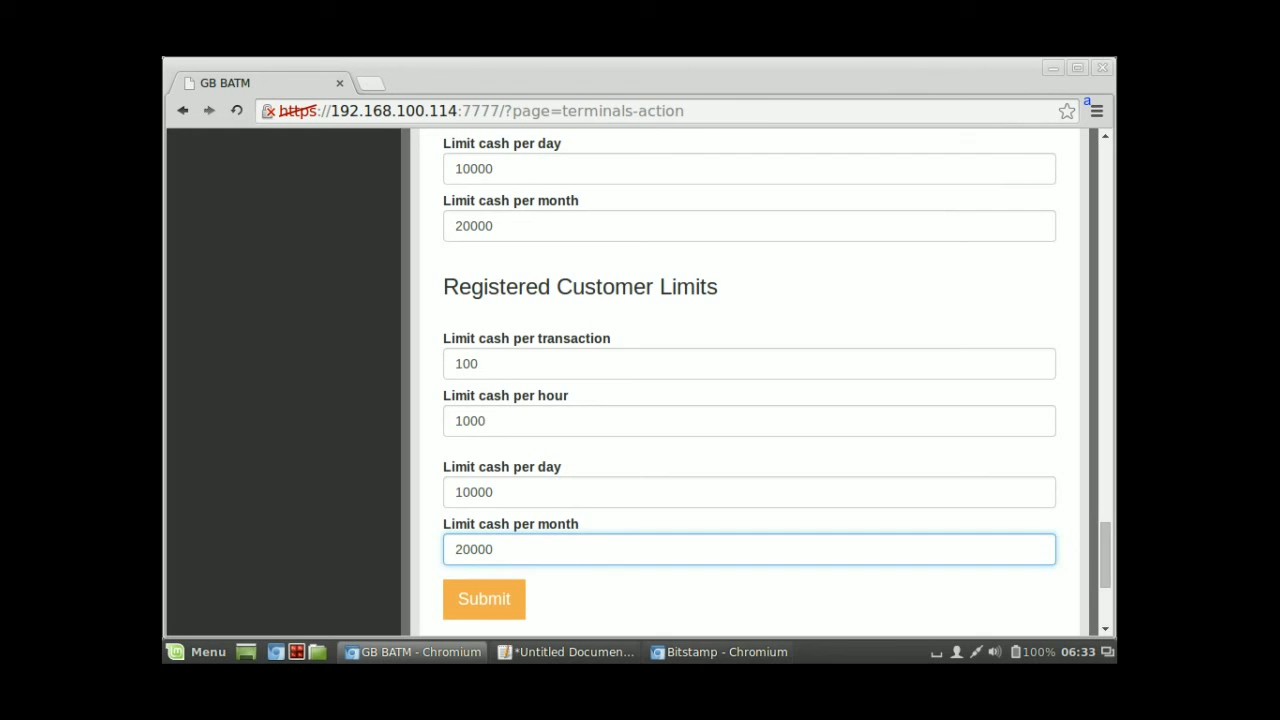 GB BATM
https://192.168.100.114:7777/?page=terminals-action
a
Limit cash per day
10000
Limit cash per month
20000
Registered Customer Limits
Limit cash per transaction
100
Limit cash per hour
1000
Limit cash per day
10000
Limit cash per month
20000
Submit
Menu GB BATM - Chromium *Untitled Documen... Bitstamp - Chromium 100% 06:33